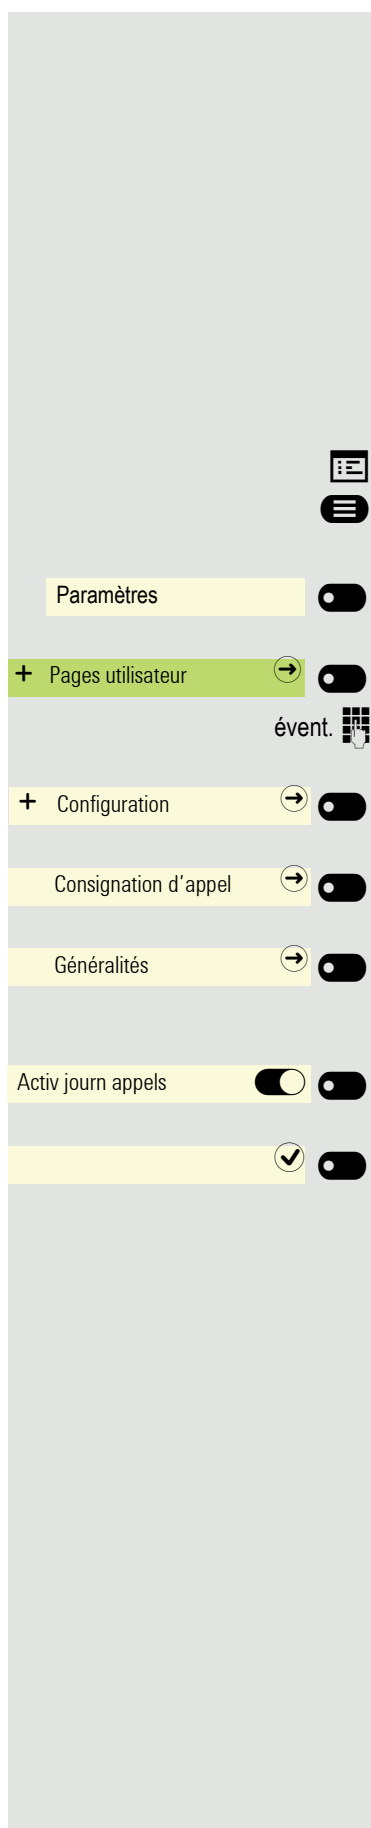 Paramètres
+ Pages utilisateur
évent.
+ Configuration
Consignation d'appel
Généralités
Activ journ appels